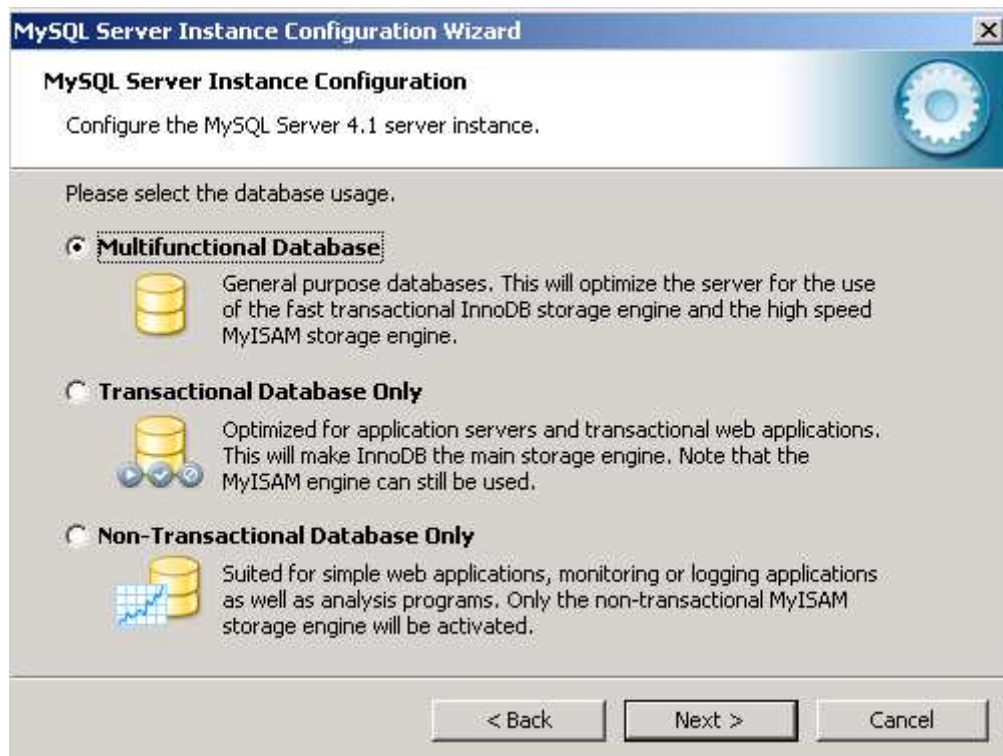 MySQL Server Instance Configuration Wizard
MySQL Server Instance Configuration
Configure the MySQL Server 4.1 server instance.
Please select the database usage.
Multifunctional Database
General purpose databases. This will optimize the server for the use
of the fast transactional InnoDB storage engine and the high speed
MyISAM storage engine.
Transactional Database Only
Optimized for application servers and transactional web applications.
This will make InnoDB the main storage engine. Note that the
MyISAM engine can still be used.
Non-Transactional Database Only
Suited for simple web applications, monitoring or logging applications
as well as analysis programs. Only the non-transactional MyISAM
storage engine will be activated.
< Back
Next >
Cancel